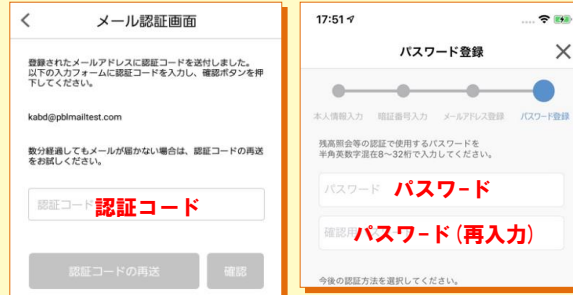 メール認証画面
登録されたメールアドレスに認証コードを送付しました。
以下の入力フォームに認証コードを入力し、確認ボタンを押
下してください。
kabd@pblmailtest.com
数分経過してもメールが届かない場合は、認証コードの再送
をお試しください。
認証コード
認証コード
認証コードの再送
確認
17:51
パスワード登録
本人情報入力 暗証番号入力 メールアドレス登録 パスワード登録
残高照会等の認証で使用するパスワードを
半角英数字混在8~32桁で入力してください。
パスワード
パスワード
確認用
パスワード(再入力)
今後の認証方法を選択してください。